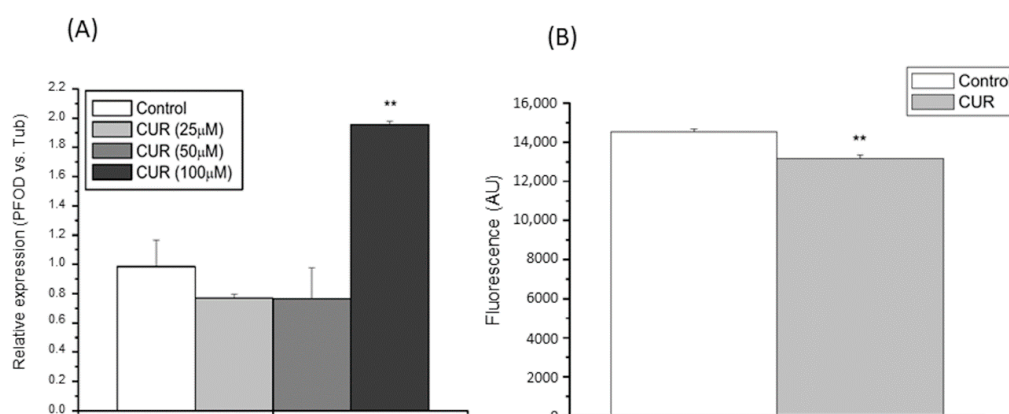 (A)
Relative expression (PFOD vs. Tub)
2.2
2.0
1.8
1.6
1.4
1.2
1.0
0.8
0.6
0.4
0.2
0.0
Control
CUR (25μM)
CUR (50μM)
CUR (100μM)
**
(B)
Fluorescence (AU)
16,000
14,000
12,000
10,000
8000
6000
4000
2000
0
Control
CUR
**